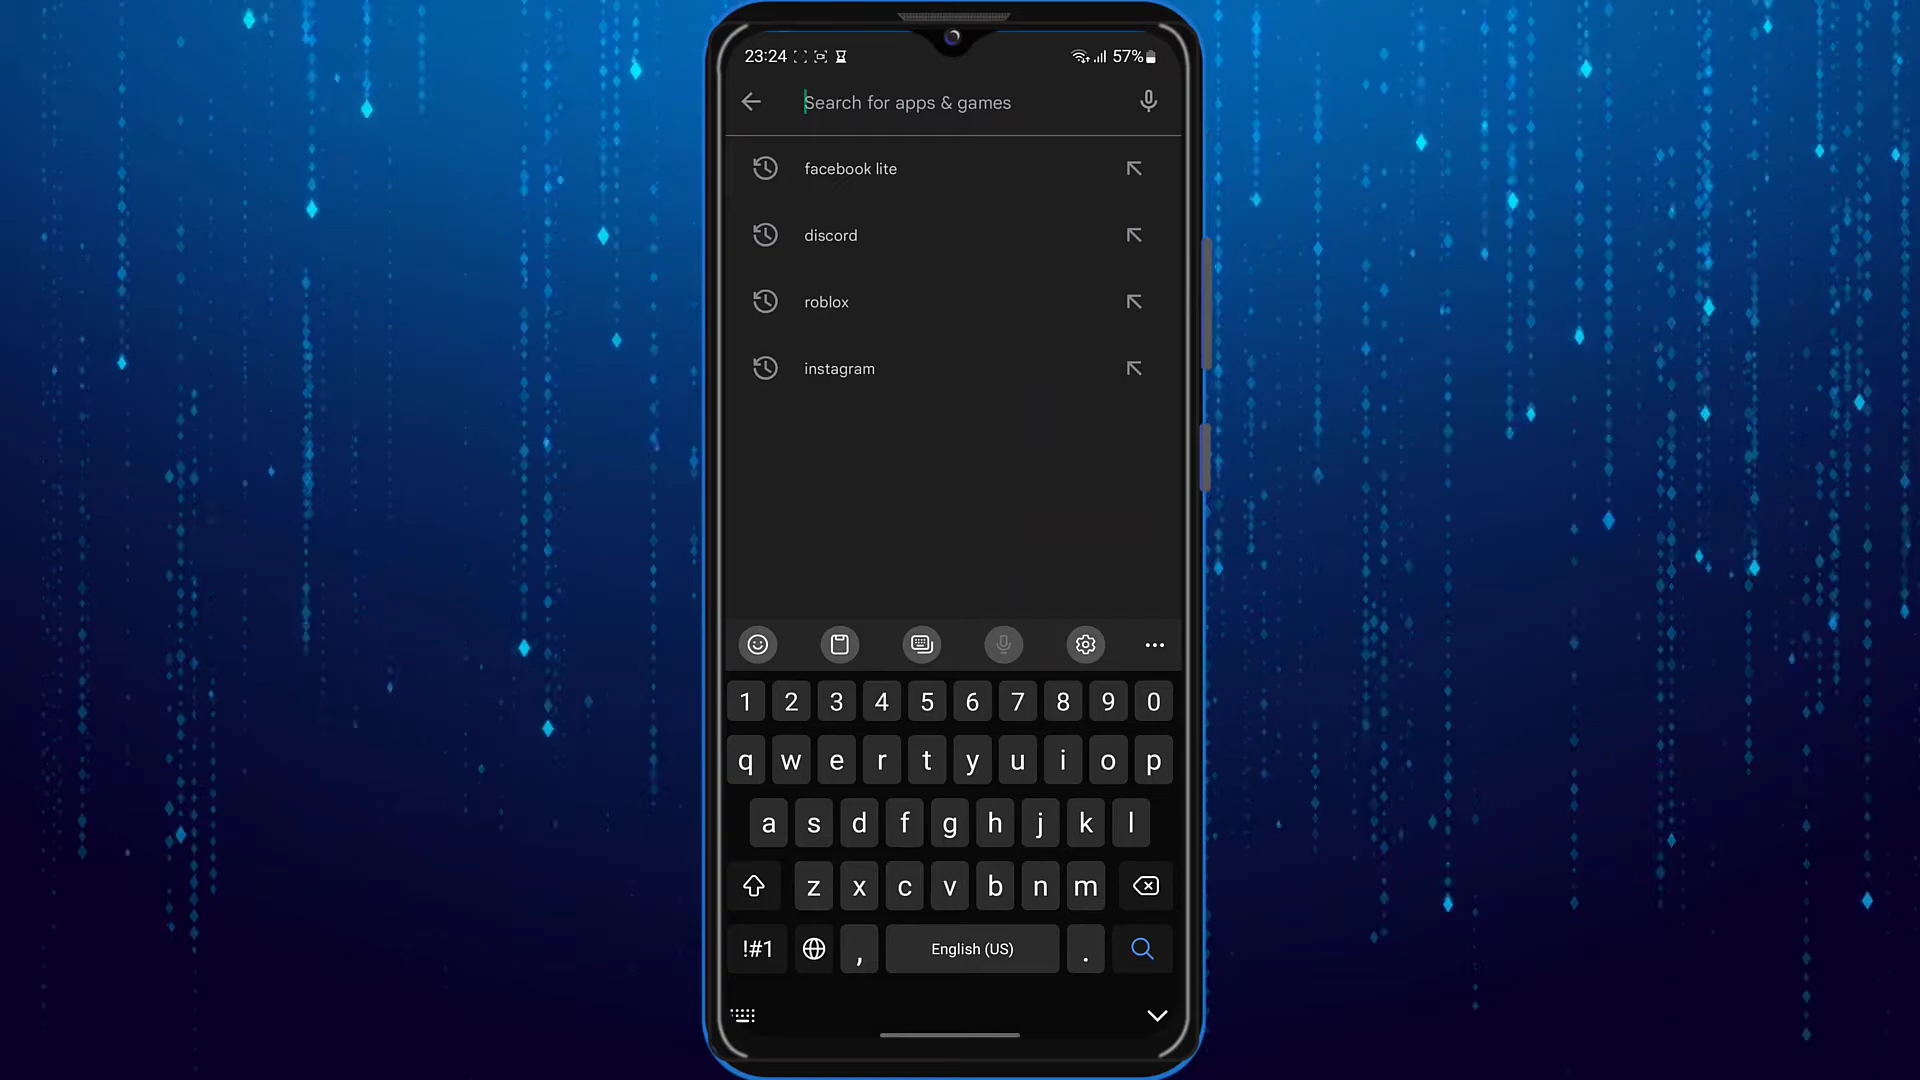 23:24 57%
Search for apps & games
facebook lite
discord
roblox
instagram
1 2 3 4 5 6 7 8 9 0
q w e r t y u i o p
a s d f g h j k l
z x c v b n m
!#1 , English (US) .